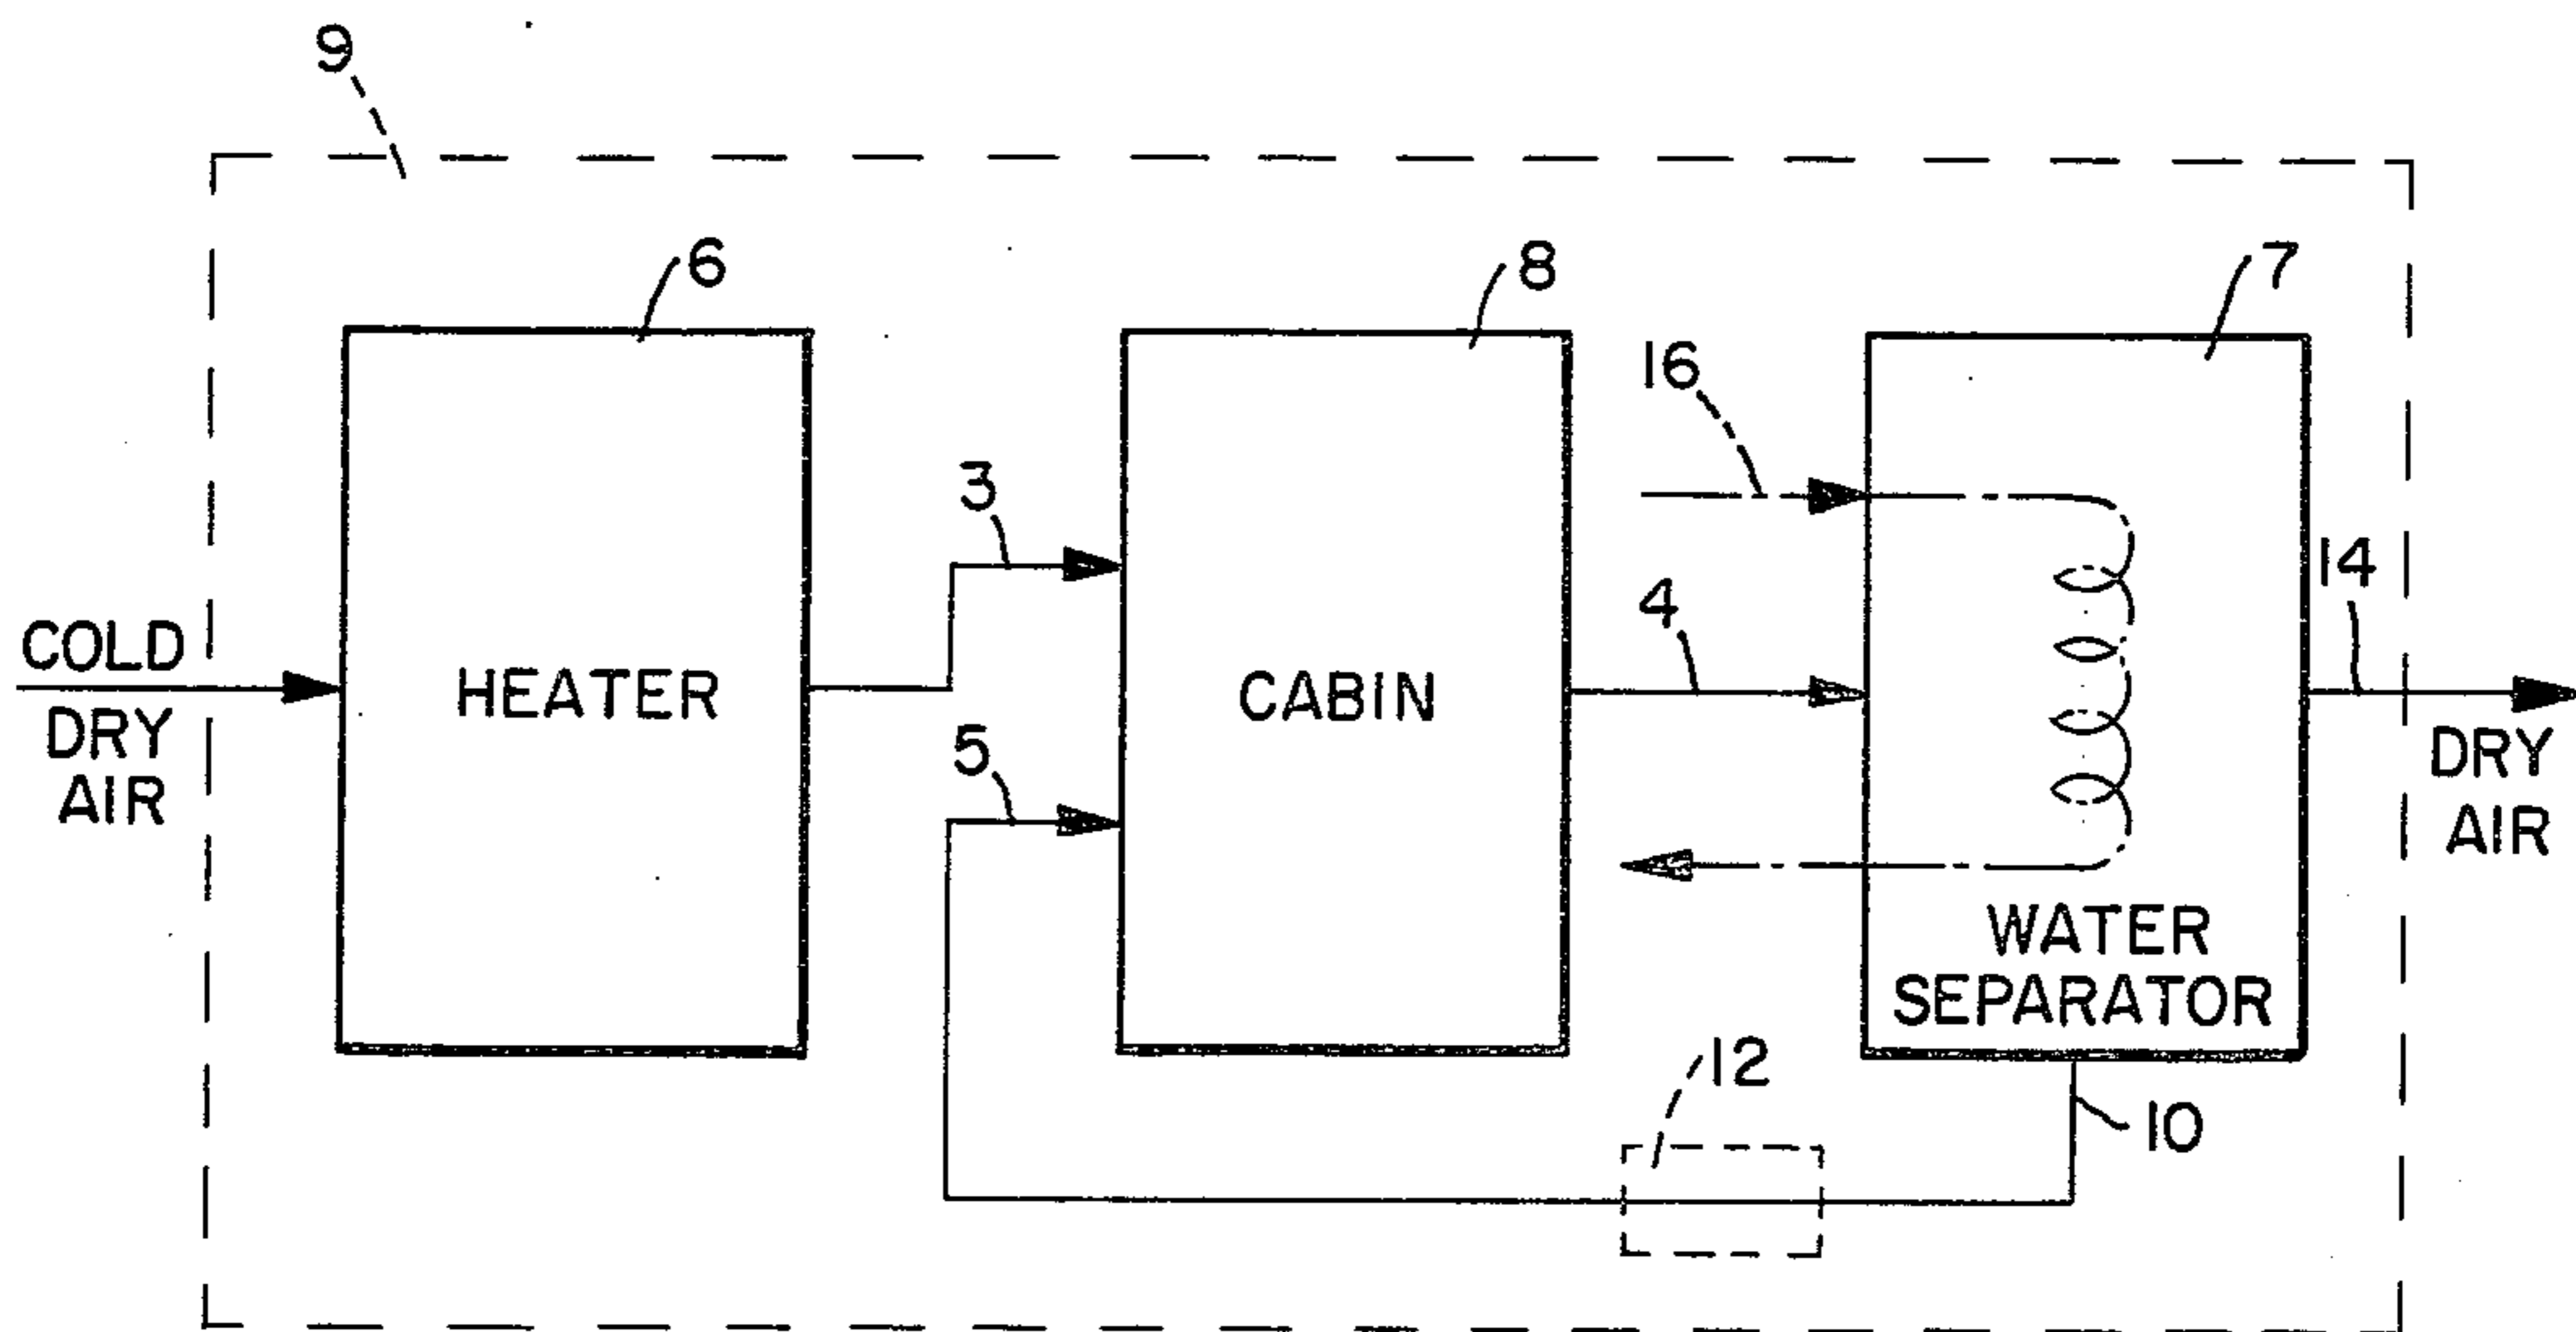 9
6
8
7
16
3
14
4
COLD
DRY
AIR
HEATER
CABIN
5
DRY
AIR
WATER
SEPARATOR
12
10